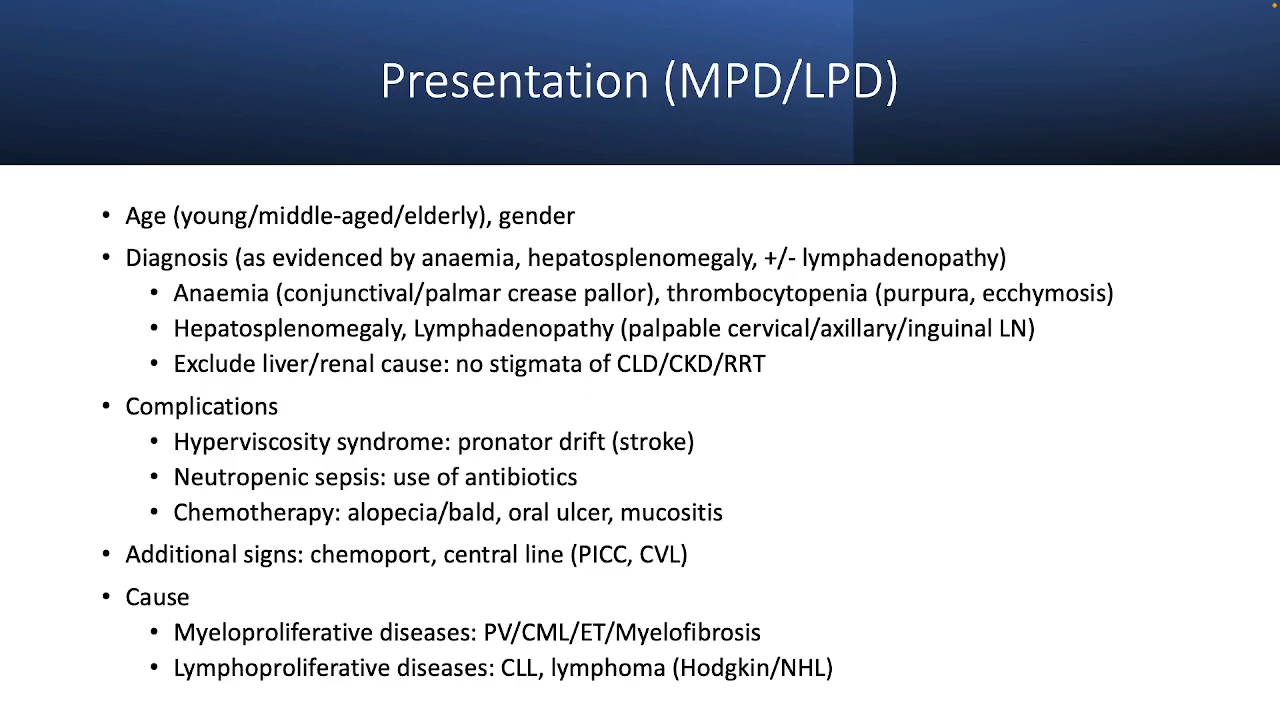 Presentation (MPD/LPD)
• Age (young/middle-aged/elderly), gender
• Diagnosis (as evidenced by anaemia, hepatosplenomegaly, +/- lymphadenopathy)
• Anaemia (conjunctival/palmar crease pallor), thrombocytopenia (purpura, ecchymosis)
• Hepatosplenomegaly, Lymphadenopathy (palpable cervical/axillary/inguinal LN)
• Exclude liver/renal cause: no stigmata of CLD/CKD/RRT
• Complications
• Hyperviscosity syndrome: pronator drift (stroke)
• Neutropenic sepsis: use of antibiotics
• Chemotherapy: alopecia/bald, oral ulcer, mucositis
• Additional signs: chemoport, central line (PICC, CVL)
• Cause
• Myeloproliferative diseases: PV/CML/ET/Myelofibrosis
• Lymphoproliferative diseases: CLL, lymphoma (Hodgkin/NHL)